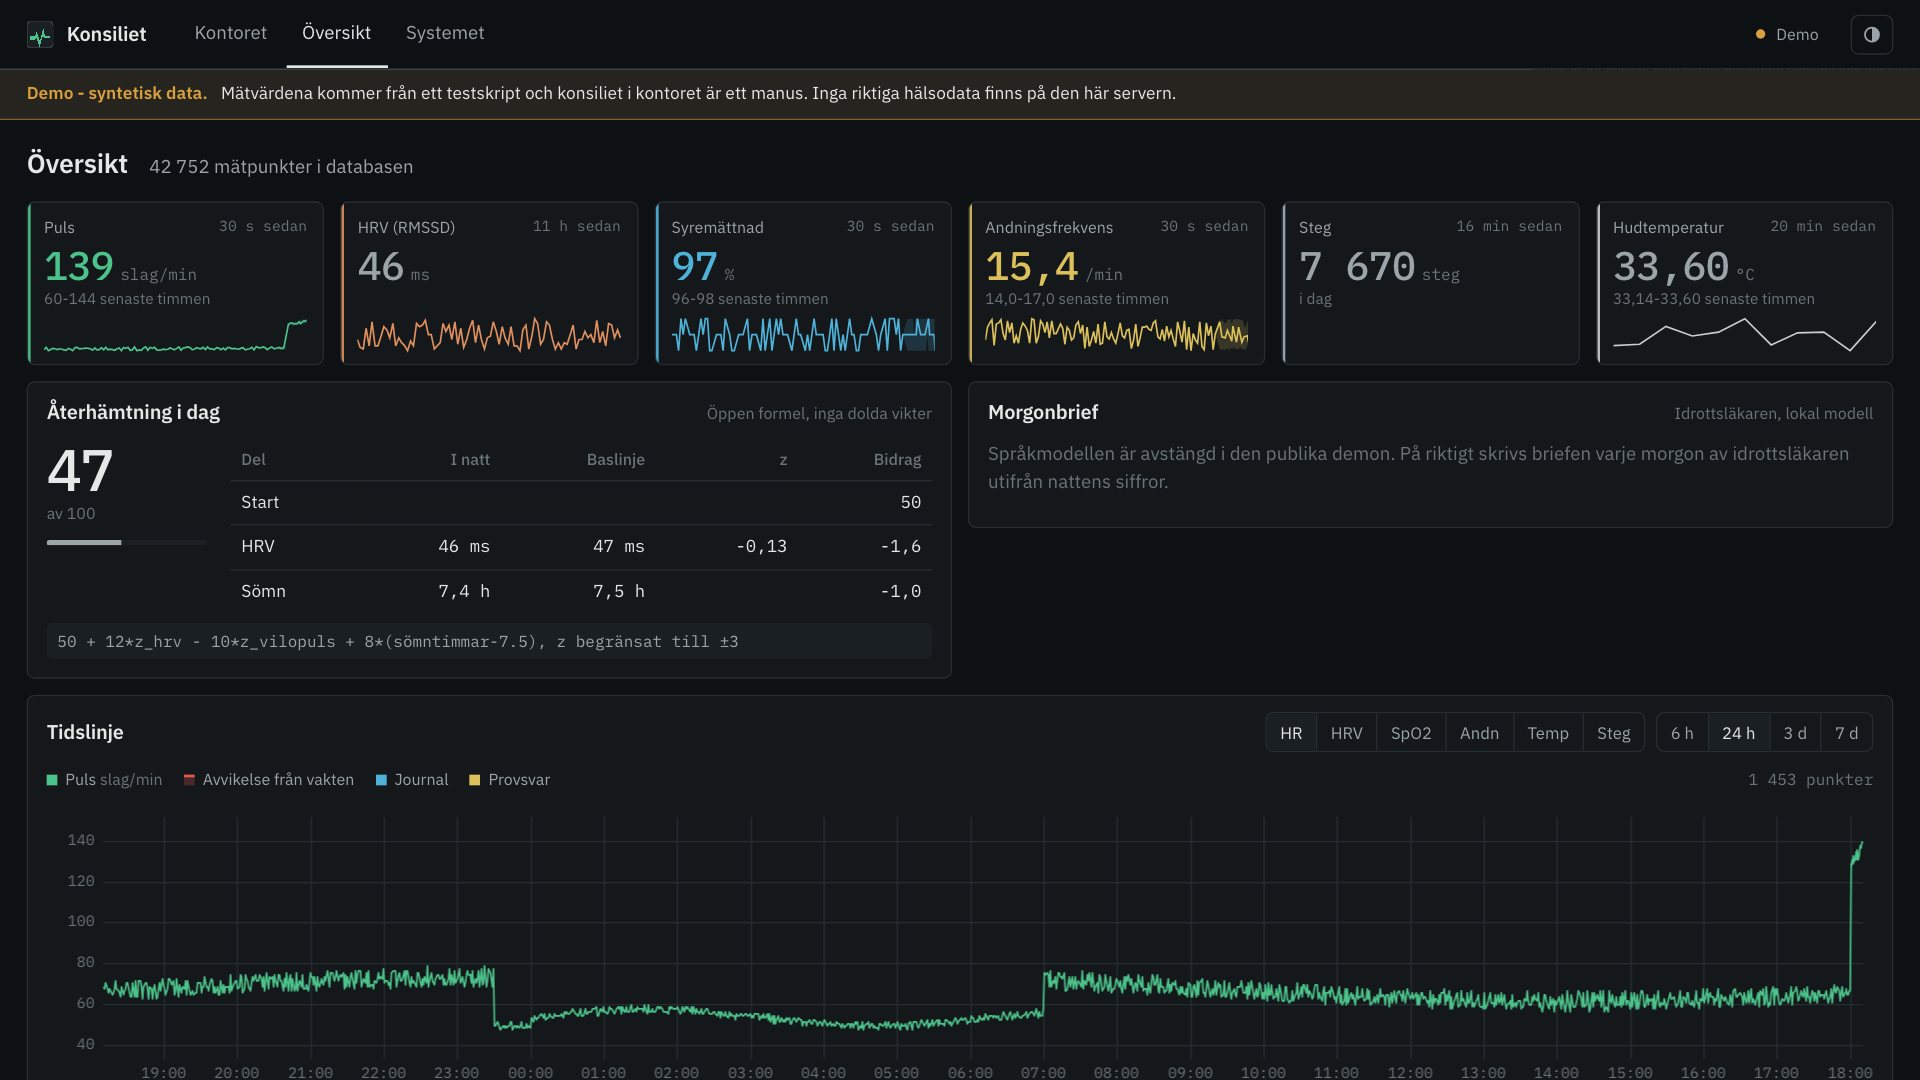 Konsiliet Kontoret Översikt Systemet Demo
Demo - syntetisk data. Mätvärdena kommer från ett testskript och konsiliet i kontoret är ett manus. Inga riktiga hälsodata finns på den här servern.
Översikt 42 752 mätpunkter i databasen
Puls 30 s sedan
139 slag/min
60-144 senaste timmen
HRV (RMSSD) 11 h sedan
46 ms
Syremättnad 30 s sedan
97 %
96-98 senaste timmen
Andningsfrekvens 30 s sedan
15,4 /min
14,0-17,0 senaste timmen
Steg 16 min sedan
7 670 steg
i dag
Hudtemperatur 20 min sedan
33,60 °C
33,14-33,60 senaste timmen
Återhämtning i dag Öppen formel, inga dolda vikter
47
av 100
Del I natt Baslinje z Bidrag
Start 50
HRV 46 ms 47 ms -0,13 -1,6
Sömn 7,4 h 7,5 h -1,0
50 + 12*z_hrv - 10*z_vilopuls + 8*(sömntimmar-7.5), z begränsat till ±3
Morgonbrief Idrottsläkaren, lokal modell
Språkmodellen är avstängd i den publika demon. På riktigt skrivs briefen varje morgon av idrottsläkaren
utifrån nattens siffror.
Tidslinje HR HRV SpO2 Andn Temp Steg 6 h 24 h 3 d 7 d
Puls slag/min Avvikelse från vakten Journal Provsvar 1 453 punkter
140
120
100
80
60
40
19:00 20:00 21:00 22:00 23:00 00:00 01:00 02:00 03:00 04:00 05:00 06:00 07:00 08:00 09:00 10:00 11:00 12:00 13:00 14:00 15:00 16:00 17:00 18:00